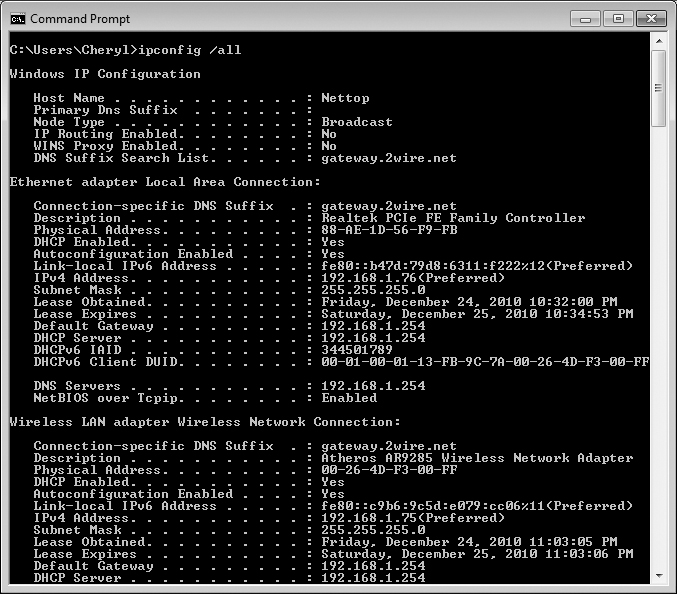 Command Prompt
C:\Users\Cheryl>ipconfig /all
Windows IP Configuration
Host Name . . . . . . . . . . . . : Nettop
Primary Dns Suffix . . . . . . . :
Node Type . . . . . . . . . . . . : Broadcast
IP Routing Enabled. . . . . . . . : No
WINS Proxy Enabled. . . . . . . . : No
DNS Suffix Search List. . . . . . : gateway.2wire.net
Ethernet adapter Local Area Connection:
Connection-specific DNS Suffix . : gateway.2wire.net
Description . . . . . . . . . . . : Realtek PCIe FE Family Controller
Physical Address. . . . . . . . . : 88-AE-1D-56-F9-FB
DHCP Enabled. . . . . . . . . . . : Yes
Autoconfiguration Enabled . . . . : Yes
Link-local IPv6 Address . . . . . : fe80::b47d:79d8:6311:f222%12(Preferred)
IPv4 Address. . . . . . . . . . . : 192.168.1.76(Preferred)
Subnet Mask . . . . . . . . . . . : 255.255.255.0
Lease Obtained. . . . . . . . . . : Friday, December 24, 2010 10:32:00 PM
Lease Expires . . . . . . . . . . : Saturday, December 25, 2010 10:34:53 PM
Default Gateway . . . . . . . . . : 192.168.1.254
DHCP Server . . . . . . . . . . . : 192.168.1.254
DHCPv6 IAID . . . . . . . . . . . : 344501789
DHCPv6 Client DUID. . . . . . . . : 00-01-00-01-13-FB-9C-7A-00-26-4D-F3-00-FF
DNS Servers . . . . . . . . . . . : 192.168.1.254
NetBIOS over Tcpip. . . . . . . . : Enabled
Wireless LAN adapter Wireless Network Connection:
Connection-specific DNS Suffix . : gateway.2wire.net
Description . . . . . . . . . . . : Atheros AR9285 Wireless Network Adapter
Physical Address. . . . . . . . . : 00-26-4D-F3-00-FF
DHCP Enabled. . . . . . . . . . . : Yes
Autoconfiguration Enabled . . . . : Yes
Link-local IPv6 Address . . . . . : fe80::c9b6:9c5d:e079:cc06%11(Preferred)
IPv4 Address. . . . . . . . . . . : 192.168.1.75(Preferred)
Subnet Mask . . . . . . . . . . . : 255.255.255.0
Lease Obtained. . . . . . . . . . : Friday, December 24, 2010 11:03:05 PM
Lease Expires . . . . . . . . . . : Saturday, December 25, 2010 11:03:06 PM
Default Gateway . . . . . . . . . : 192.168.1.254
DHCP Server . . . . . . . . . . . : 192.168.1.254